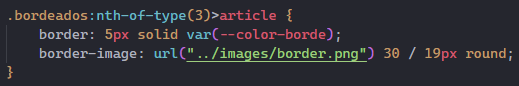 .bordeados:nth-of-type(3)>article {
border: 5px solid var(--color-borde);
border-image: url("../images/border.png") 30 / 19px round;
}